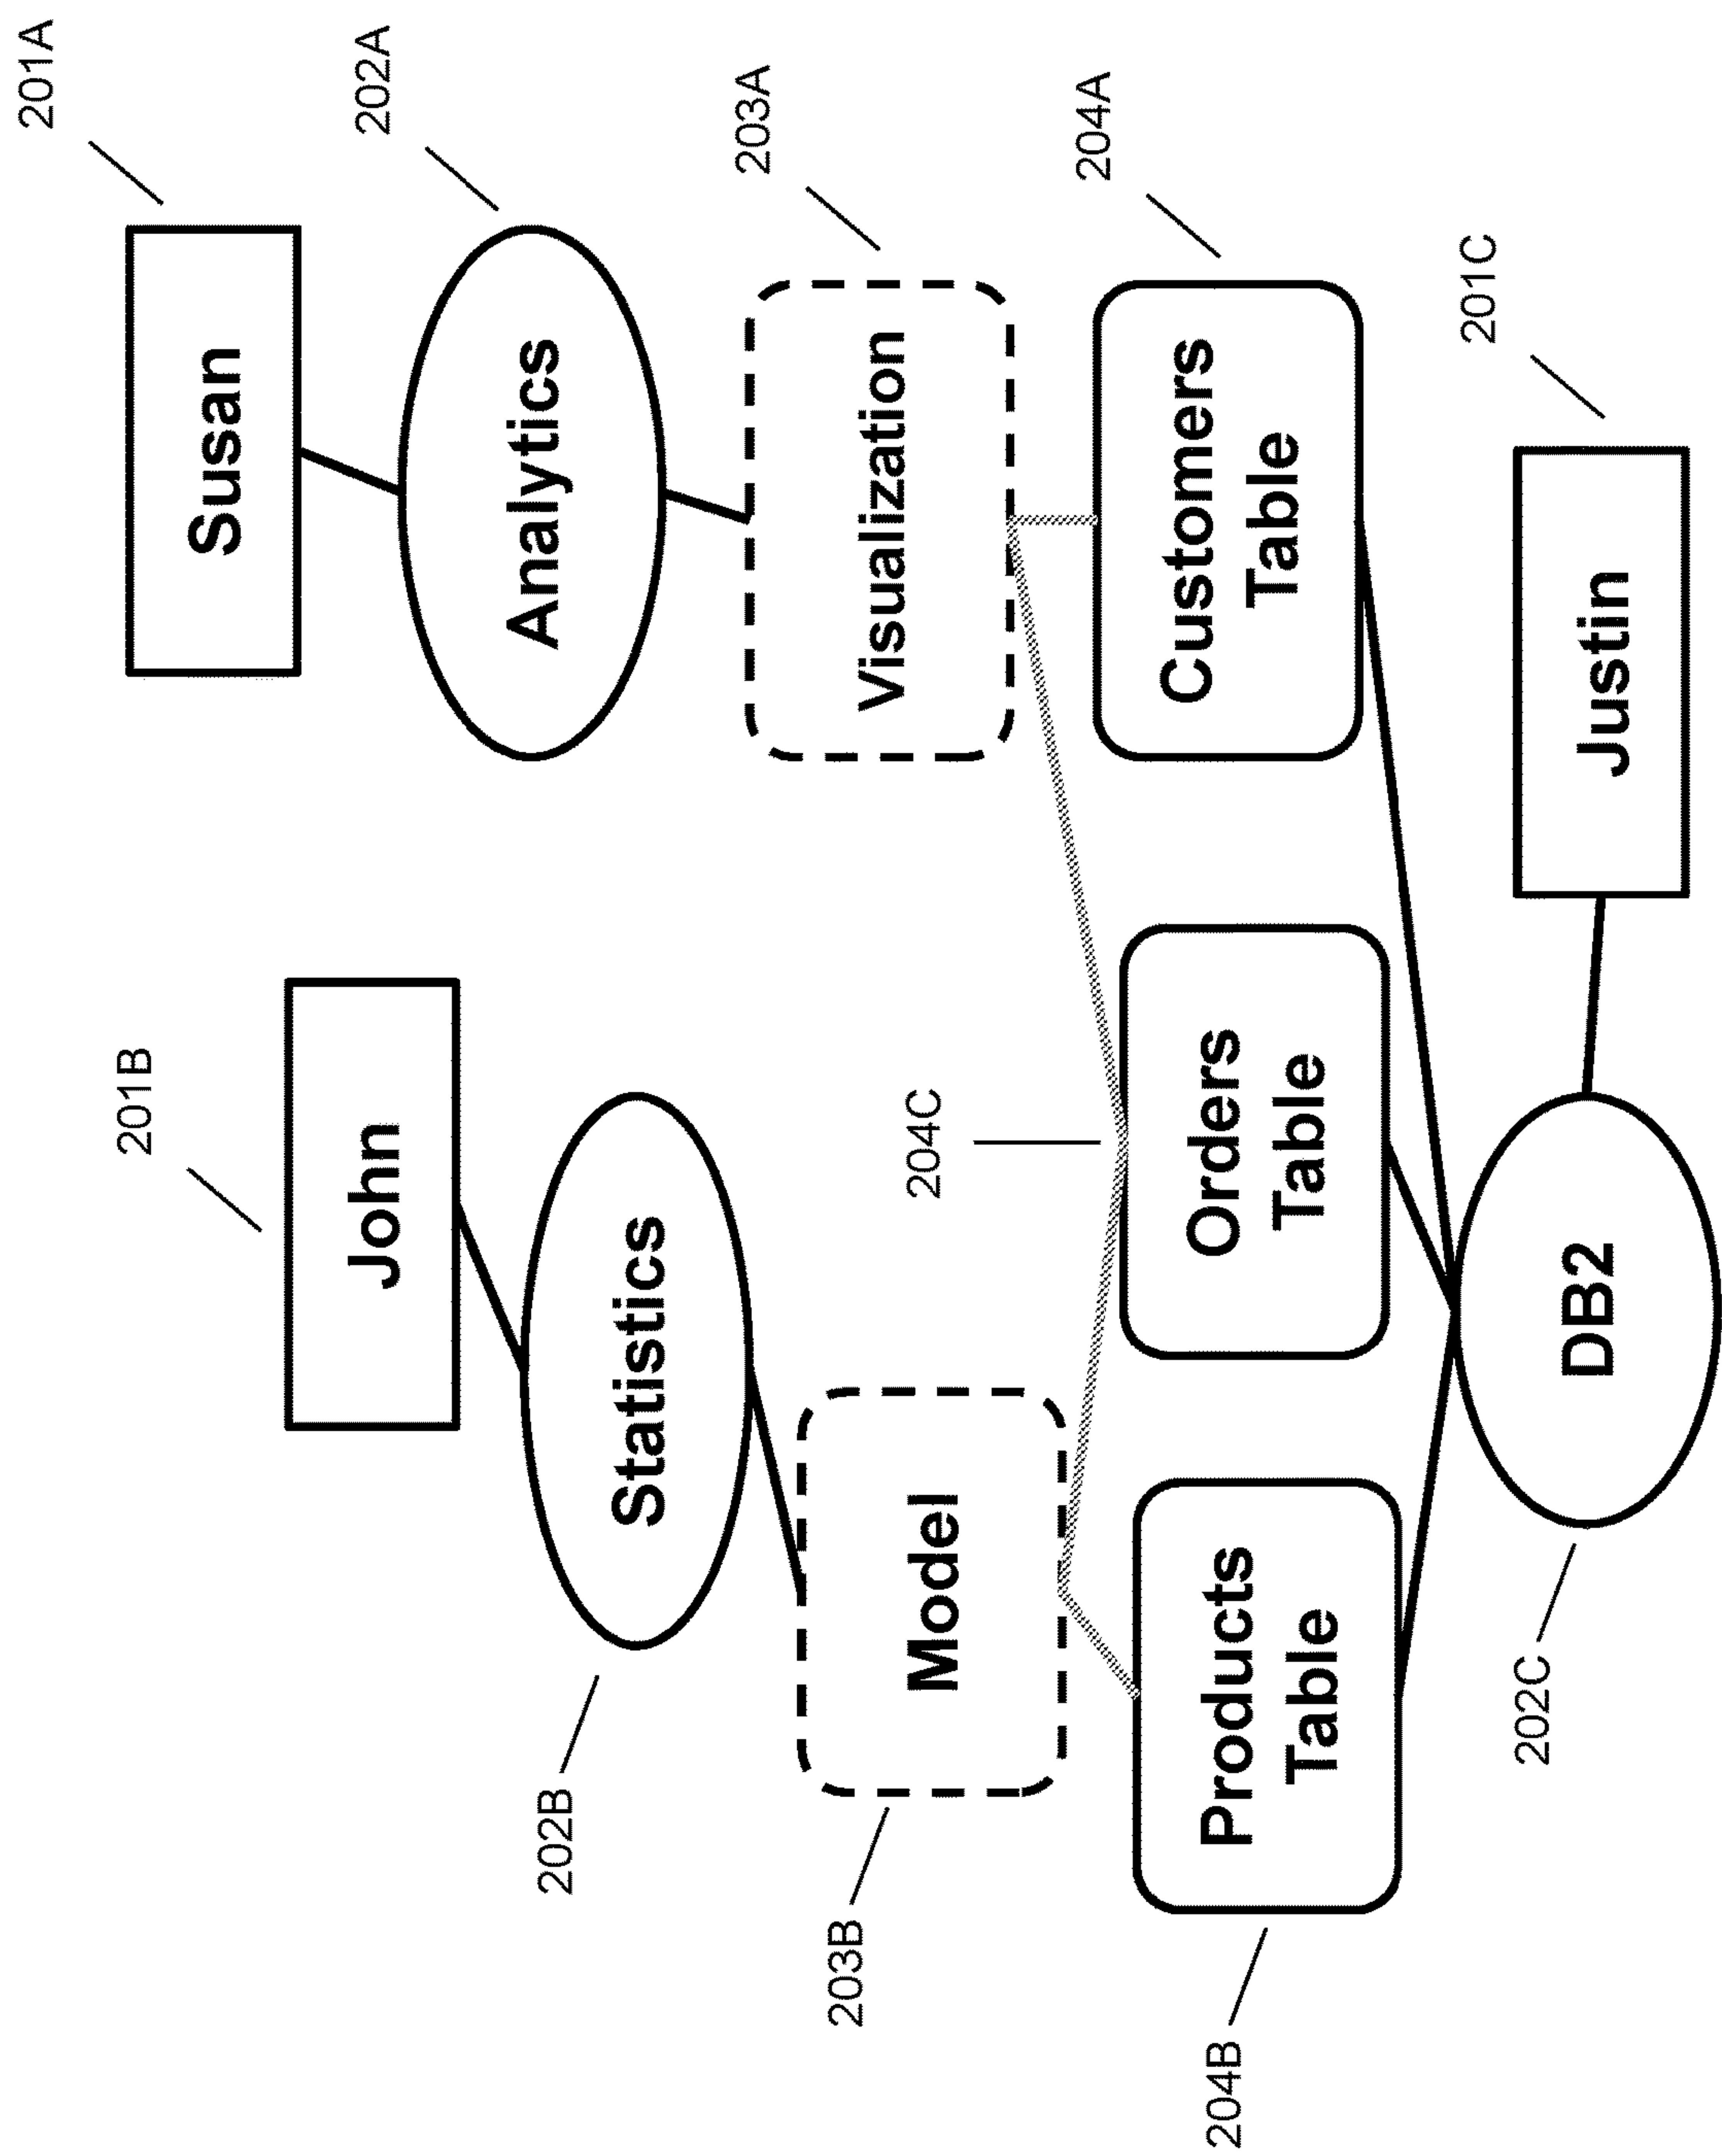 201A
Susan
202A
Analytics
203A
Visualization
204A
Customers
Table
201B
John
202B
Statistics
203B
Model
204C
Orders
Table
204B
Products
Table
202C
DB2
201C
Justin